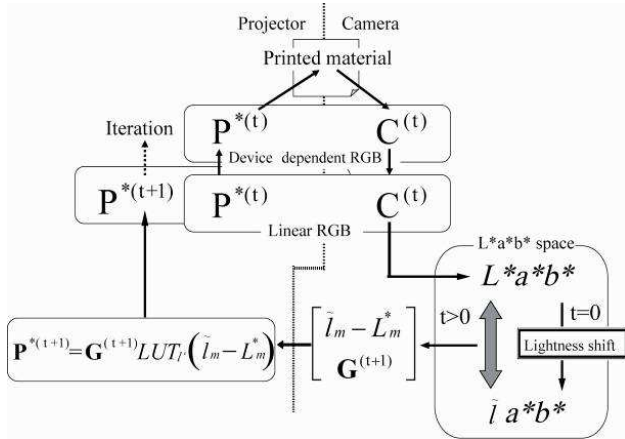 Projector Camera
Printed material
P*(t) C(t)
Iteration
Device dependent RGB
P*(t+1) P*(t) C(t)
Linear RGB
L*a*b* space
L*a*b*
t>0 t=0
Lightness shift
l̃ a*b*
l̃m − L*m
G(t+1)
P*(t+1) = G(t+1) LUTl′(l̃m − L*m)